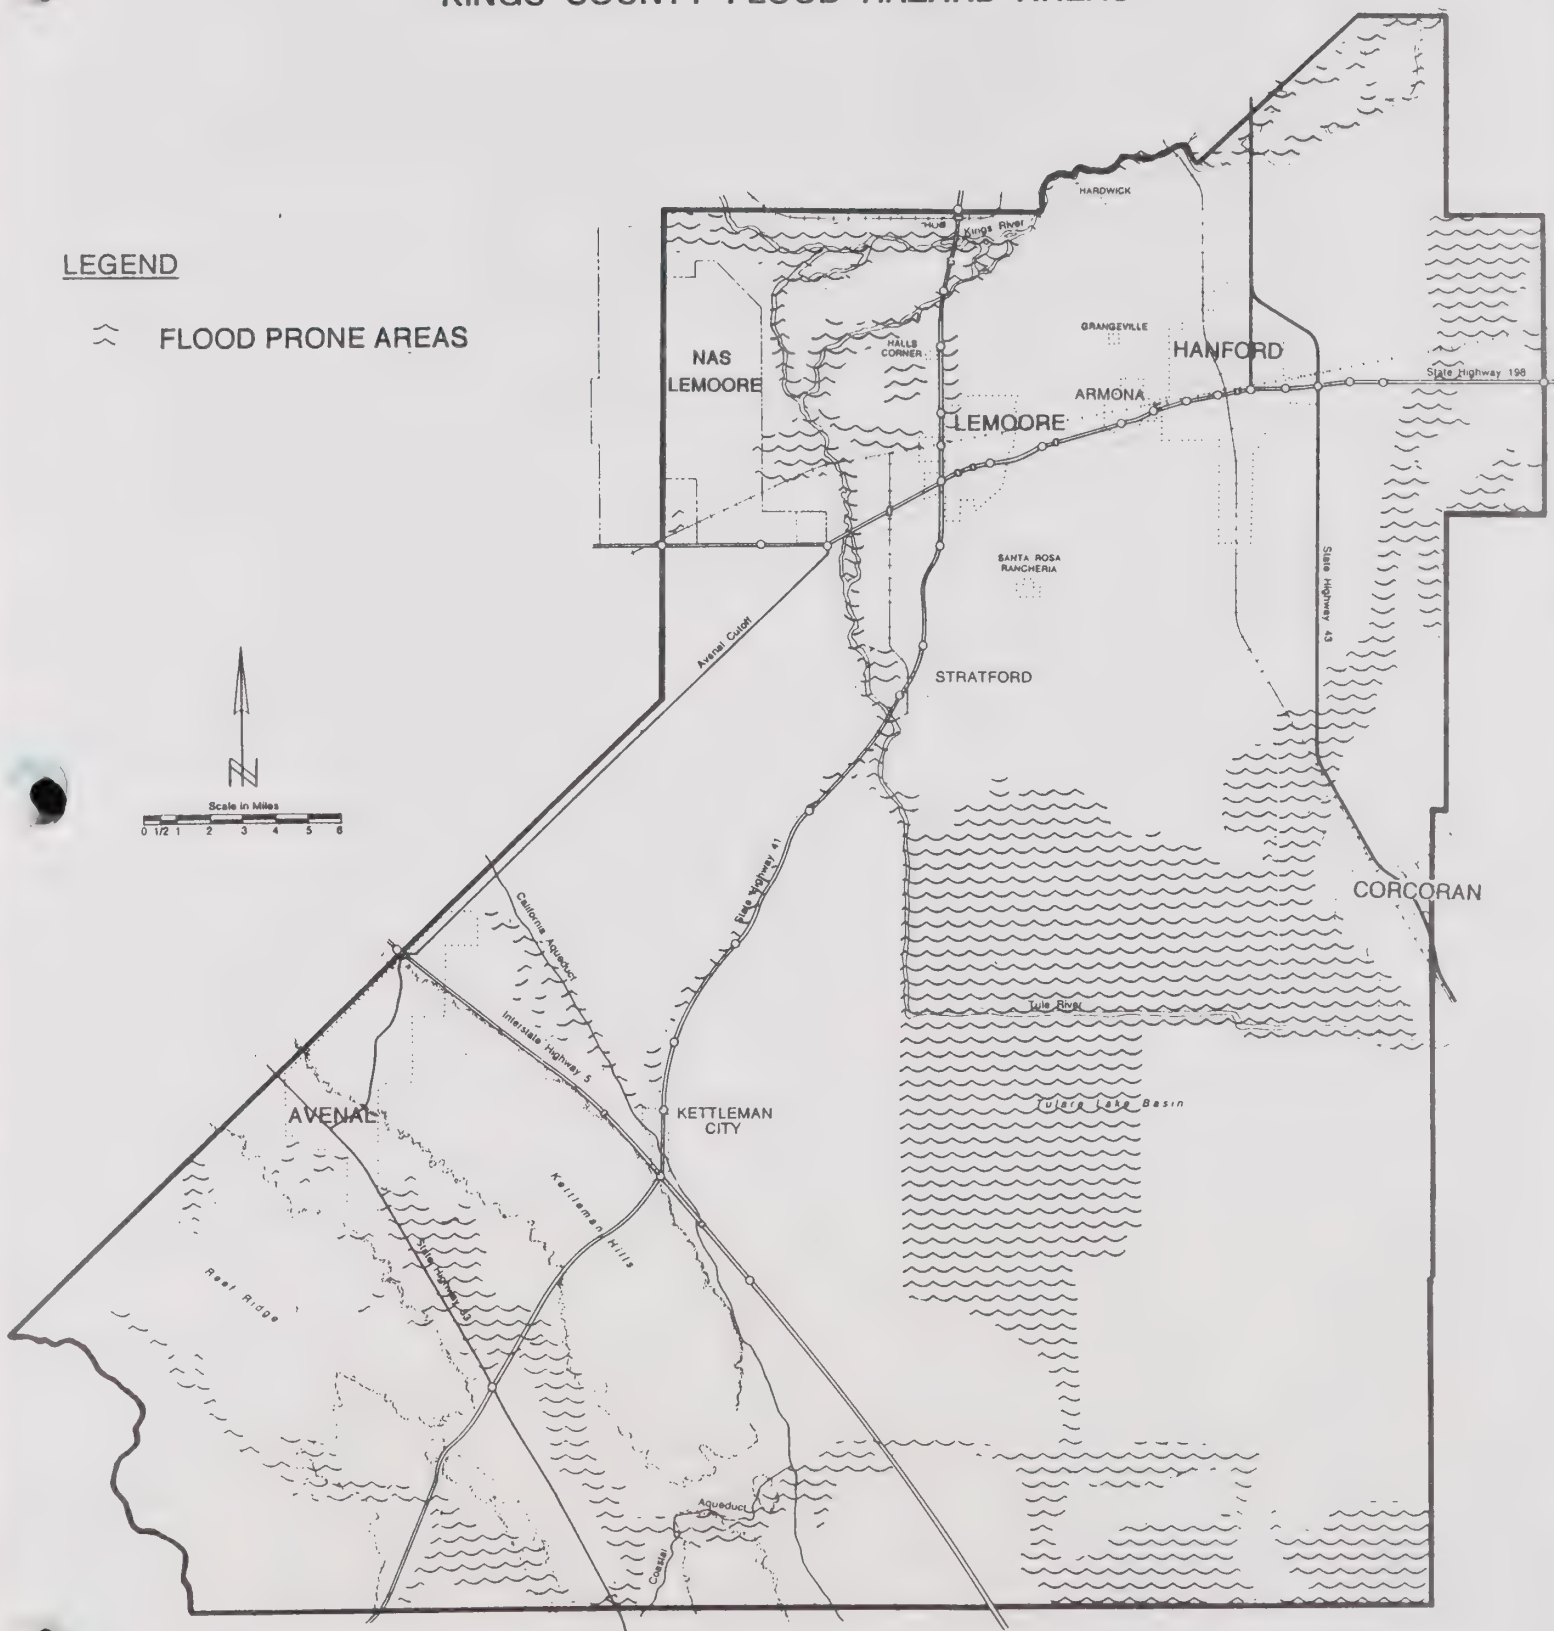 KINGS COUNTY FLOOD HAZARD AREAS
HARDWICK
Kings River
LEGEND
FLOOD PRONE AREAS
GRANGEVILLE
HALLS
CORNER
HANFORD
NAS
LEMOORE
State Highway 198
ARMONA
LEMOORE
SANTA ROSA
RANCHERIA
State Highway 43
Avenal Cutoff
STRATFORD
Scale in Miles
0 1/2 1 2 3 4 5 6
State Highway 41
CORCORAN
California Aqueduct
Tule River
Interstate Highway 5
Tulare Lake Basin
AVENAL
KETTLEMAN
CITY
Kettleman Hills
State Highway 33
Reef Ridge
Aqueduct
Coastal